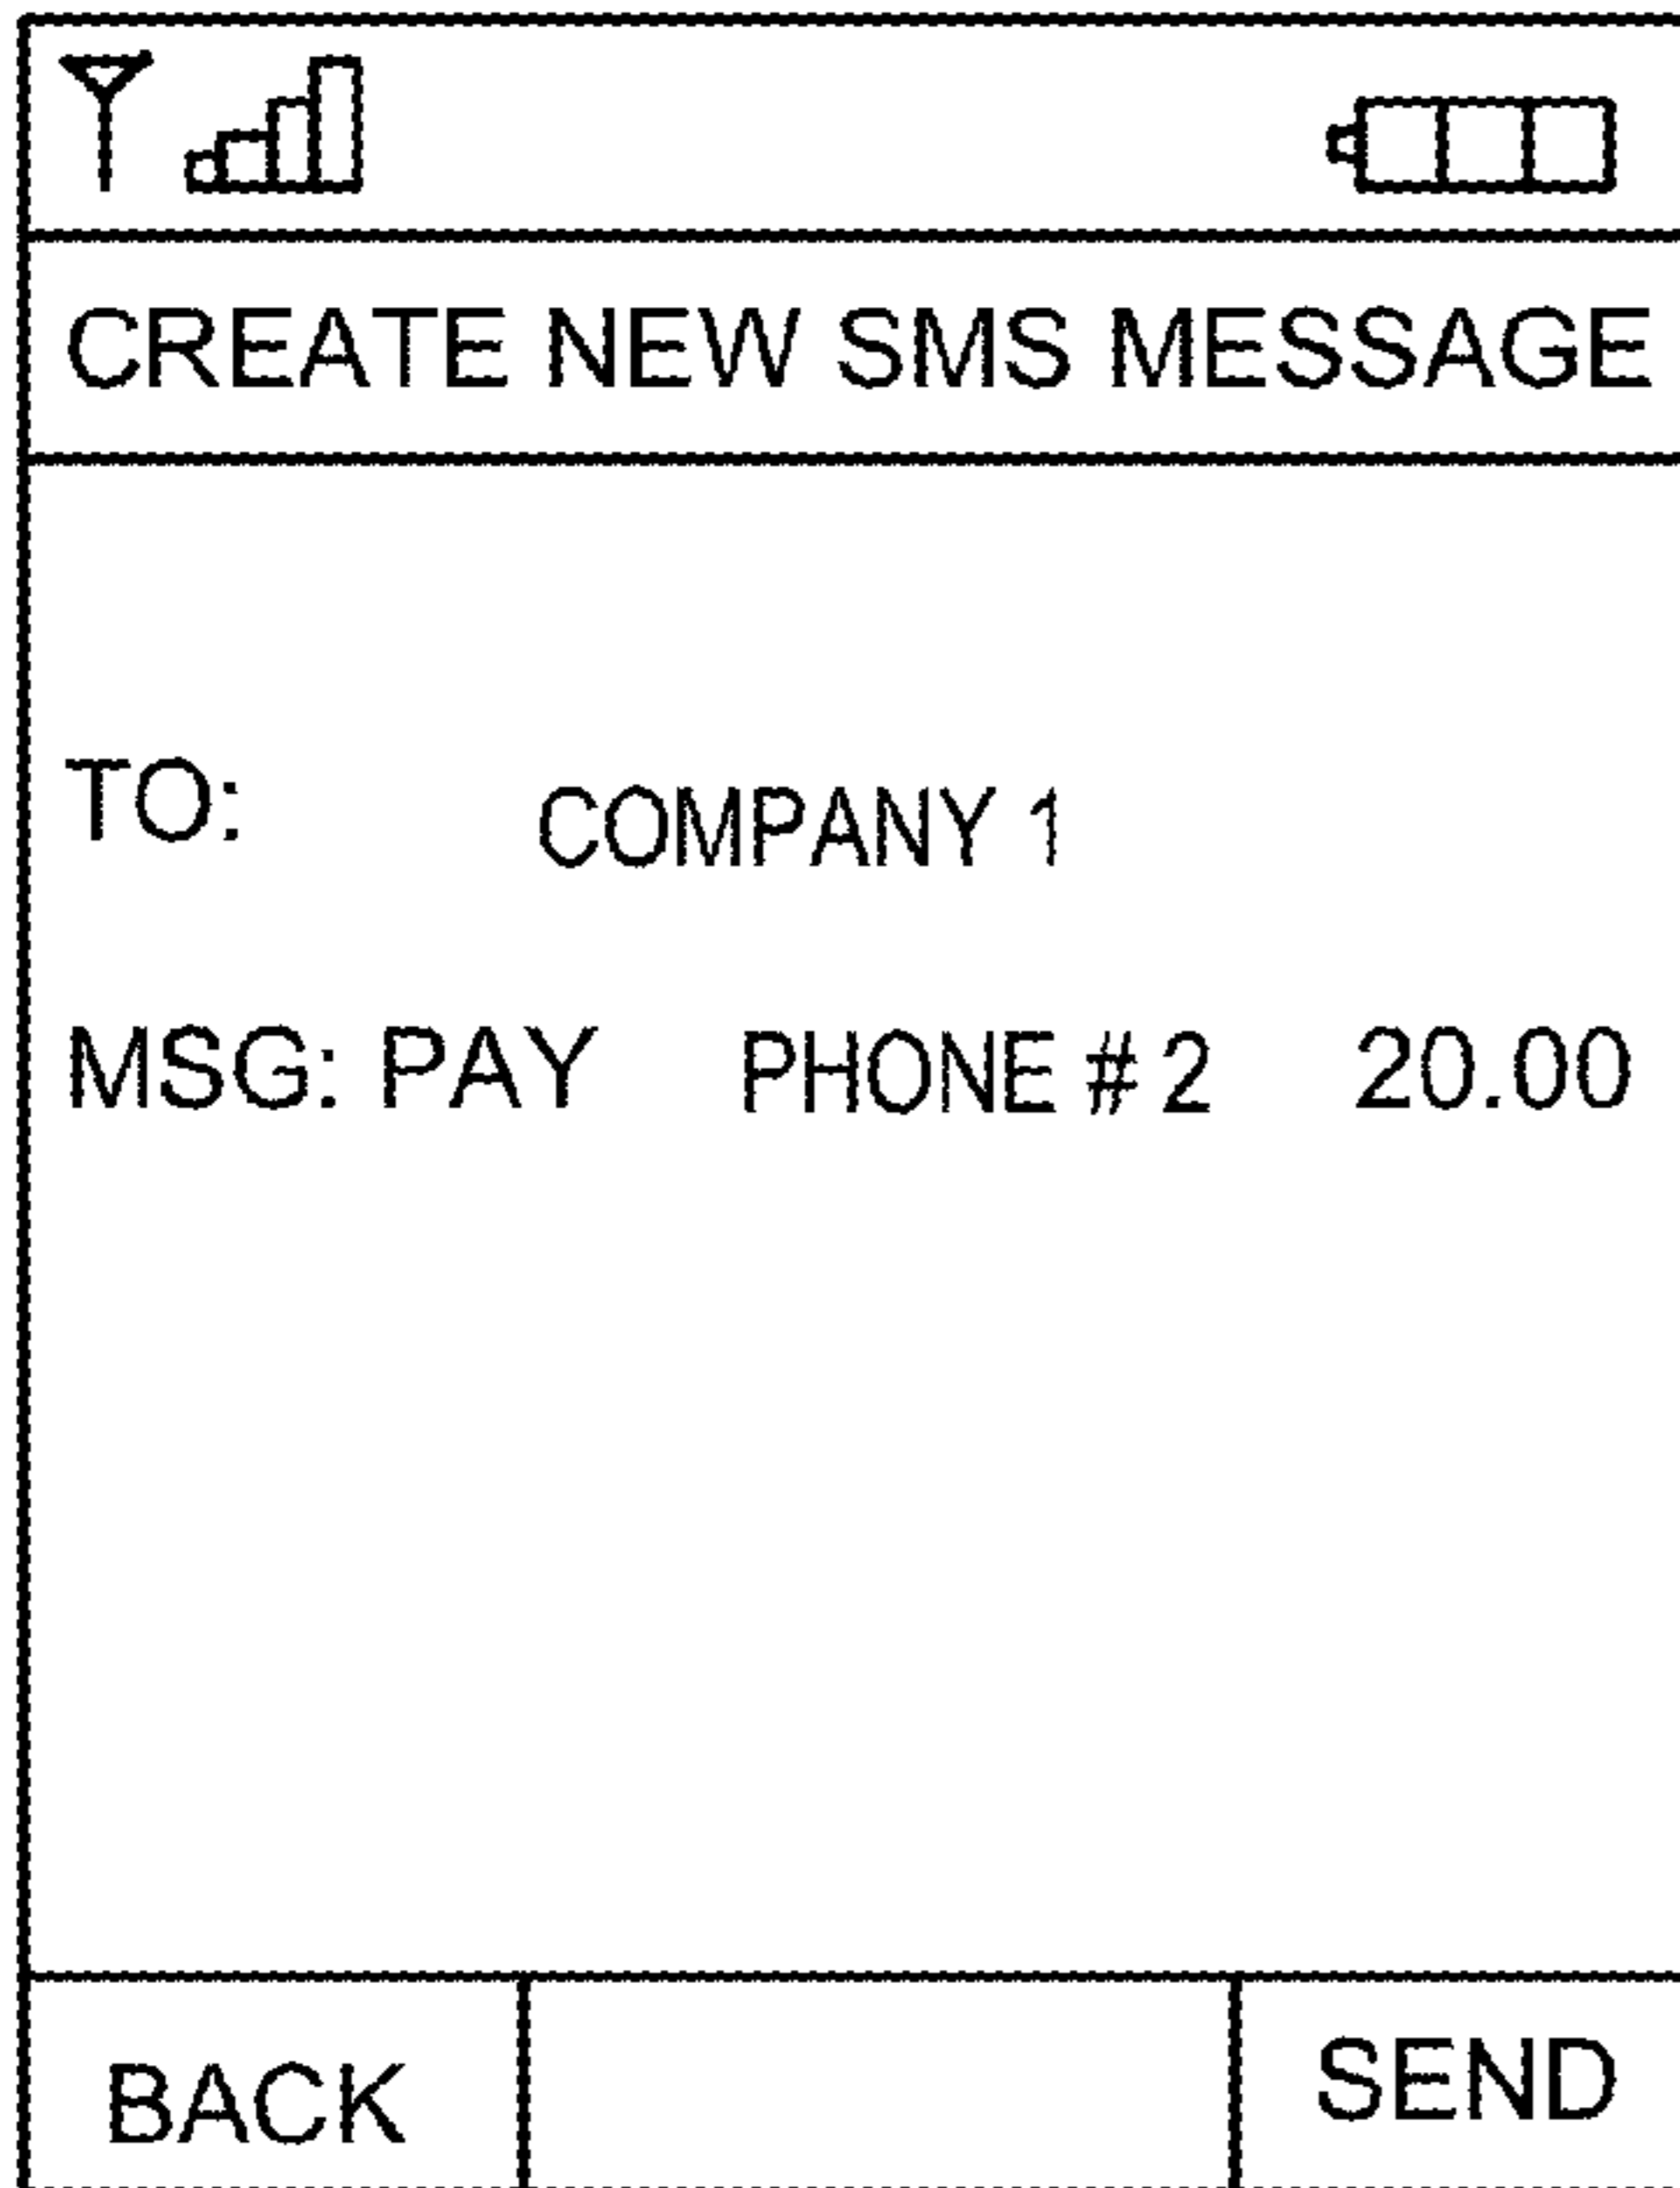 CREATE NEW SMS MESSAGE
TO: COMPANY 1
MSG: PAY PHONE # 2 20.00
BACK SEND